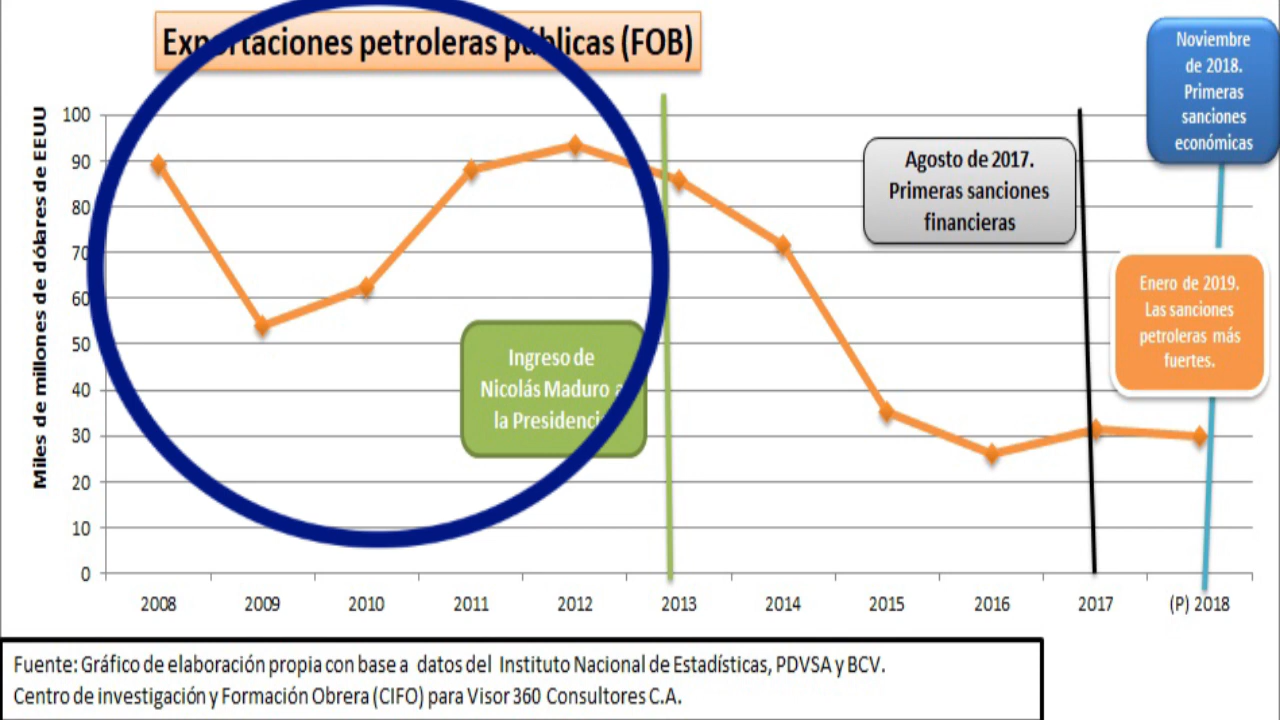 Exportaciones petroleras públicas (FOB)
Noviembre
de 2018.
Primeras
sanciones
económicas
Miles de millones de dólares de EEUU
100
90
80
70
60
50
40
30
20
10
0
Agosto de 2017.
Primeras sanciones
financieras
Enero de 2019.
Las sanciones
petroleras más
fuertes.
Ingreso de
Nicolás Maduro a
la Presidencia
2008 2009 2010 2011 2012 2013 2014 2015 2016 2017 (P) 2018
Fuente: Gráfico de elaboración propia con base a datos del Instituto Nacional de Estadísticas, PDVSA y BCV.
Centro de investigación y Formación Obrera (CIFO) para Visor 360 Consultores C.A.